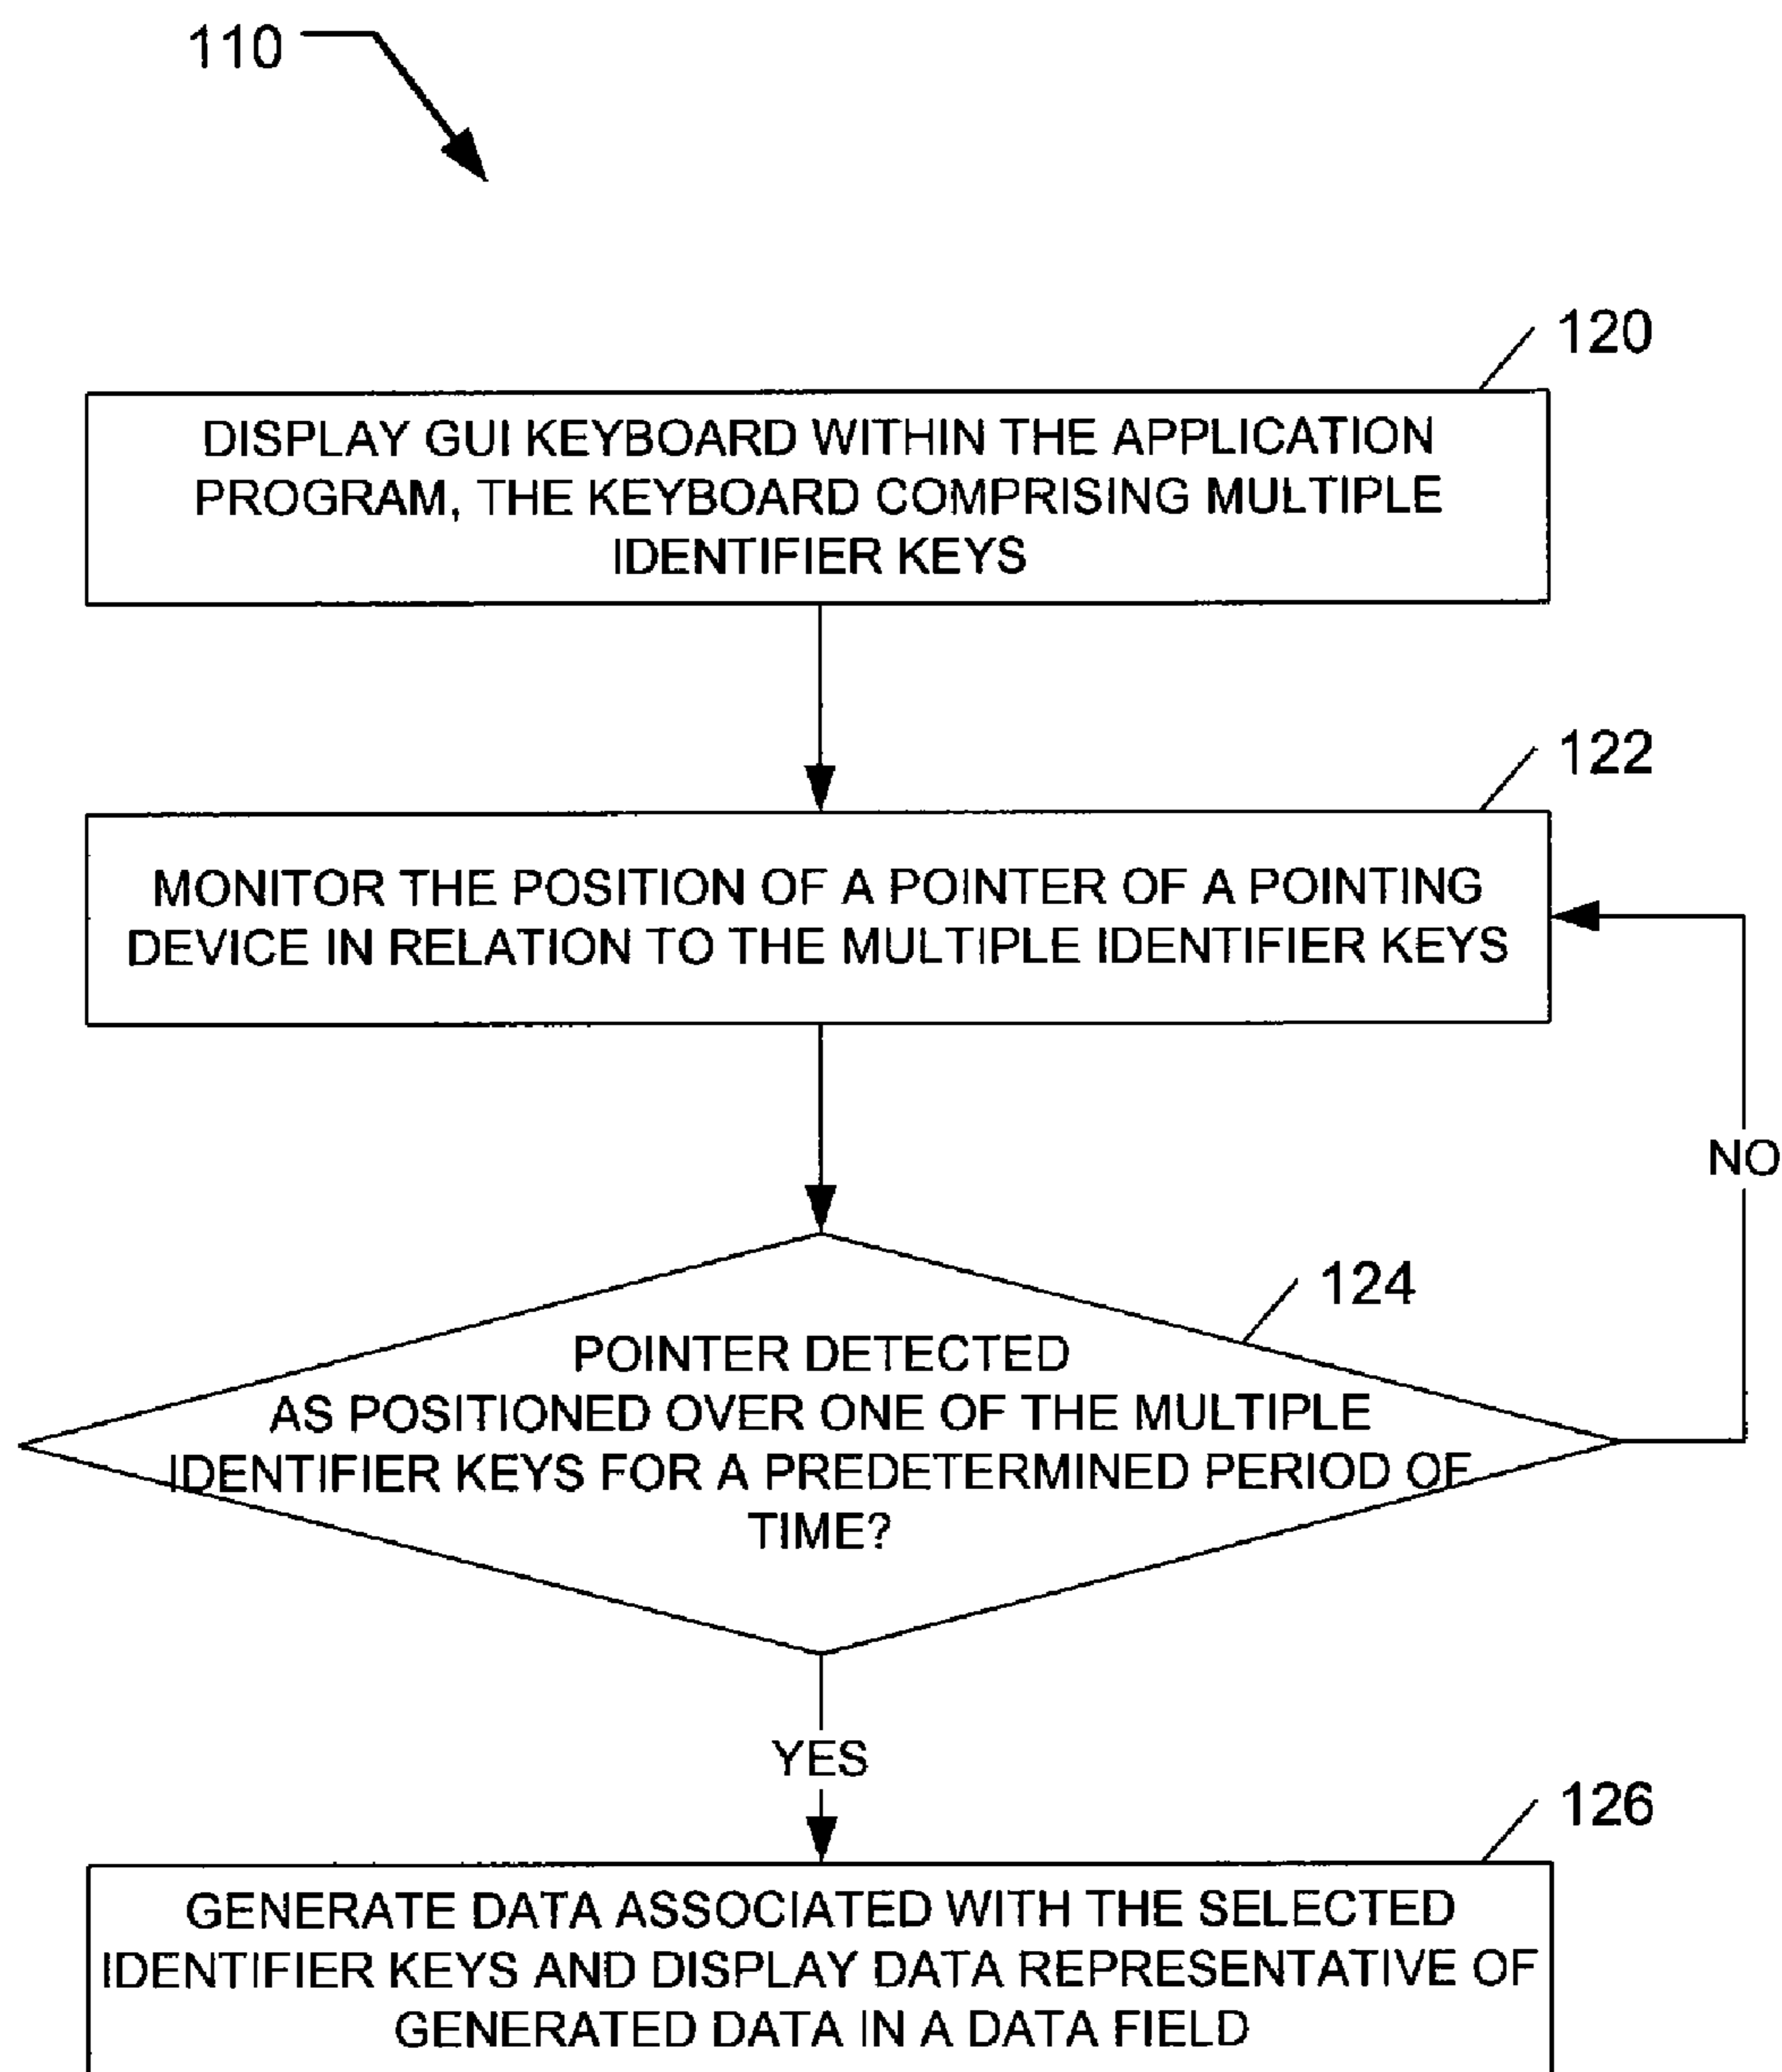 110
120
DISPLAY GUI KEYBOARD WITHIN THE APPLICATION
PROGRAM, THE KEYBOARD COMPRISING MULTIPLE
IDENTIFIER KEYS
122
MONITOR THE POSITION OF A POINTER OF A POINTING
DEVICE IN RELATION TO THE MULTIPLE IDENTIFIER KEYS
NO
124
POINTER DETECTED
AS POSITIONED OVER ONE OF THE MULTIPLE
IDENTIFIER KEYS FOR A PREDETERMINED PERIOD OF
TIME?
YES
126
GENERATE DATA ASSOCIATED WITH THE SELECTED
IDENTIFIER KEYS AND DISPLAY DATA REPRESENTATIVE OF
GENERATED DATA IN A DATA FIELD